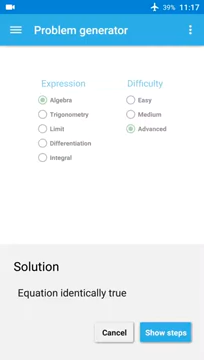 39% 11:17
Problem generator
Expression Difficulty
Algebra Easy
Trigonometry Medium
Limit Advanced
Differentiation
Integral
Solution
Equation identically true
Cancel Show steps